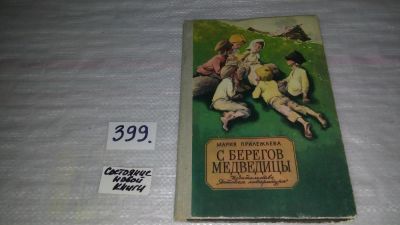 399.
Состояние
новой
книги
МАРИЯ ПРИЛЕЖАЕВА
С БЕРЕГОВ
МЕДВЕДИЦЫ
Издательство
„Детская литература“